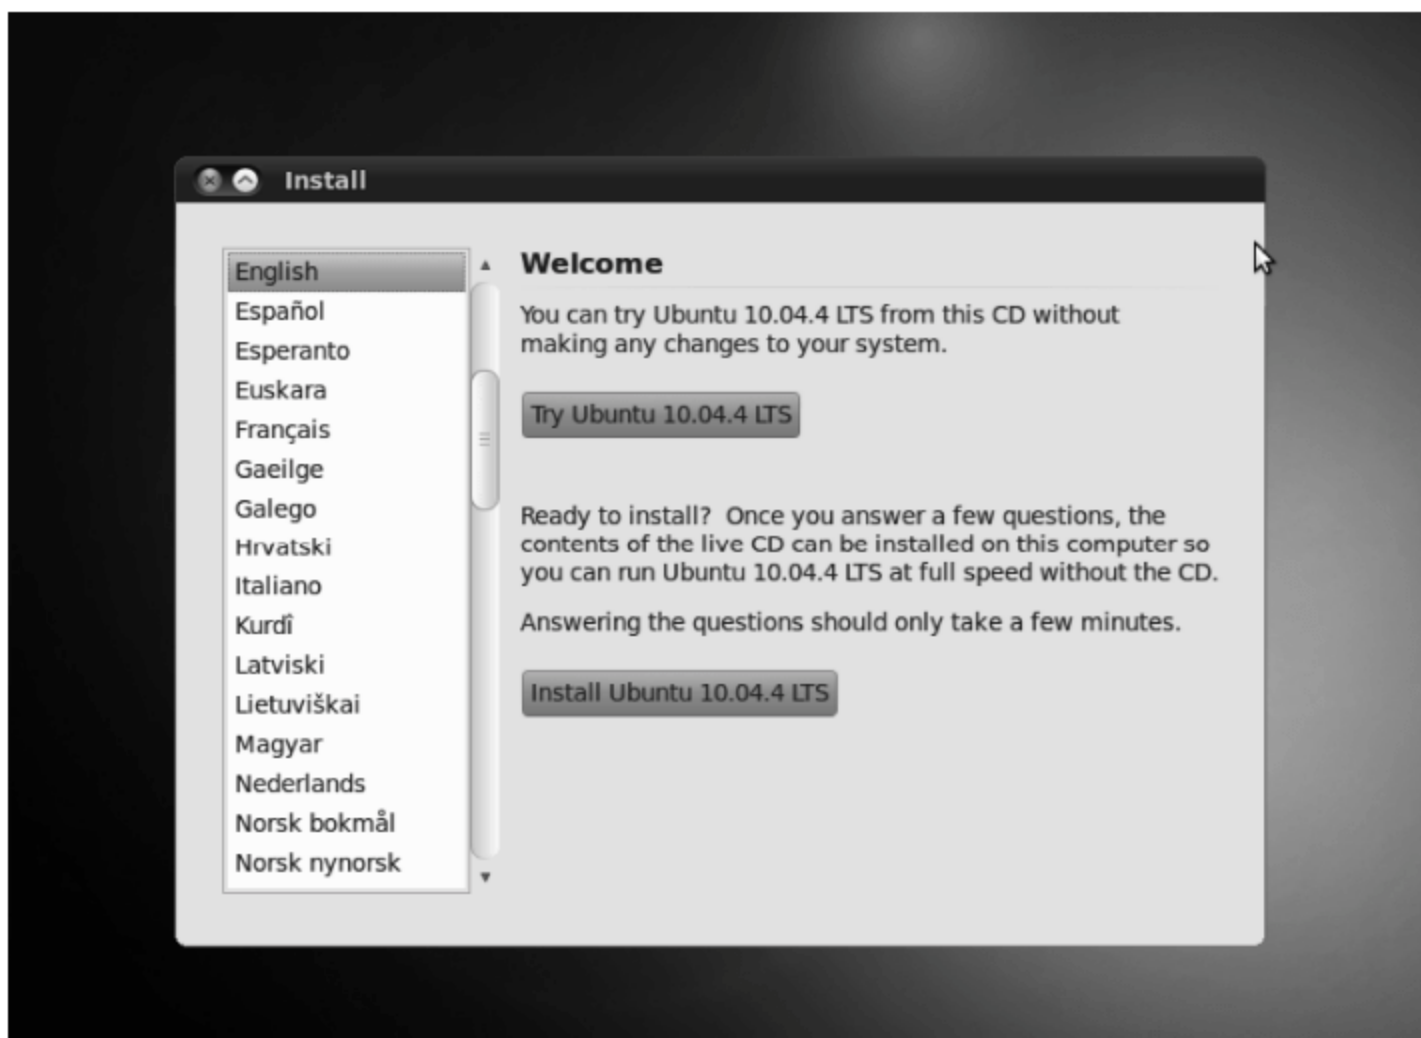 Install
English
Español
Esperanto
Euskara
Français
Gaeilge
Galego
Hrvatski
Italiano
Kurdî
Latviski
Lietuviškai
Magyar
Nederlands
Norsk bokmål
Norsk nynorsk
Welcome
You can try Ubuntu 10.04.4 LTS from this CD without
making any changes to your system.
Try Ubuntu 10.04.4 LTS
Ready to install?  Once you answer a few questions, the
contents of the live CD can be installed on this computer so
you can run Ubuntu 10.04.4 LTS at full speed without the CD.
Answering the questions should only take a few minutes.
Install Ubuntu 10.04.4 LTS